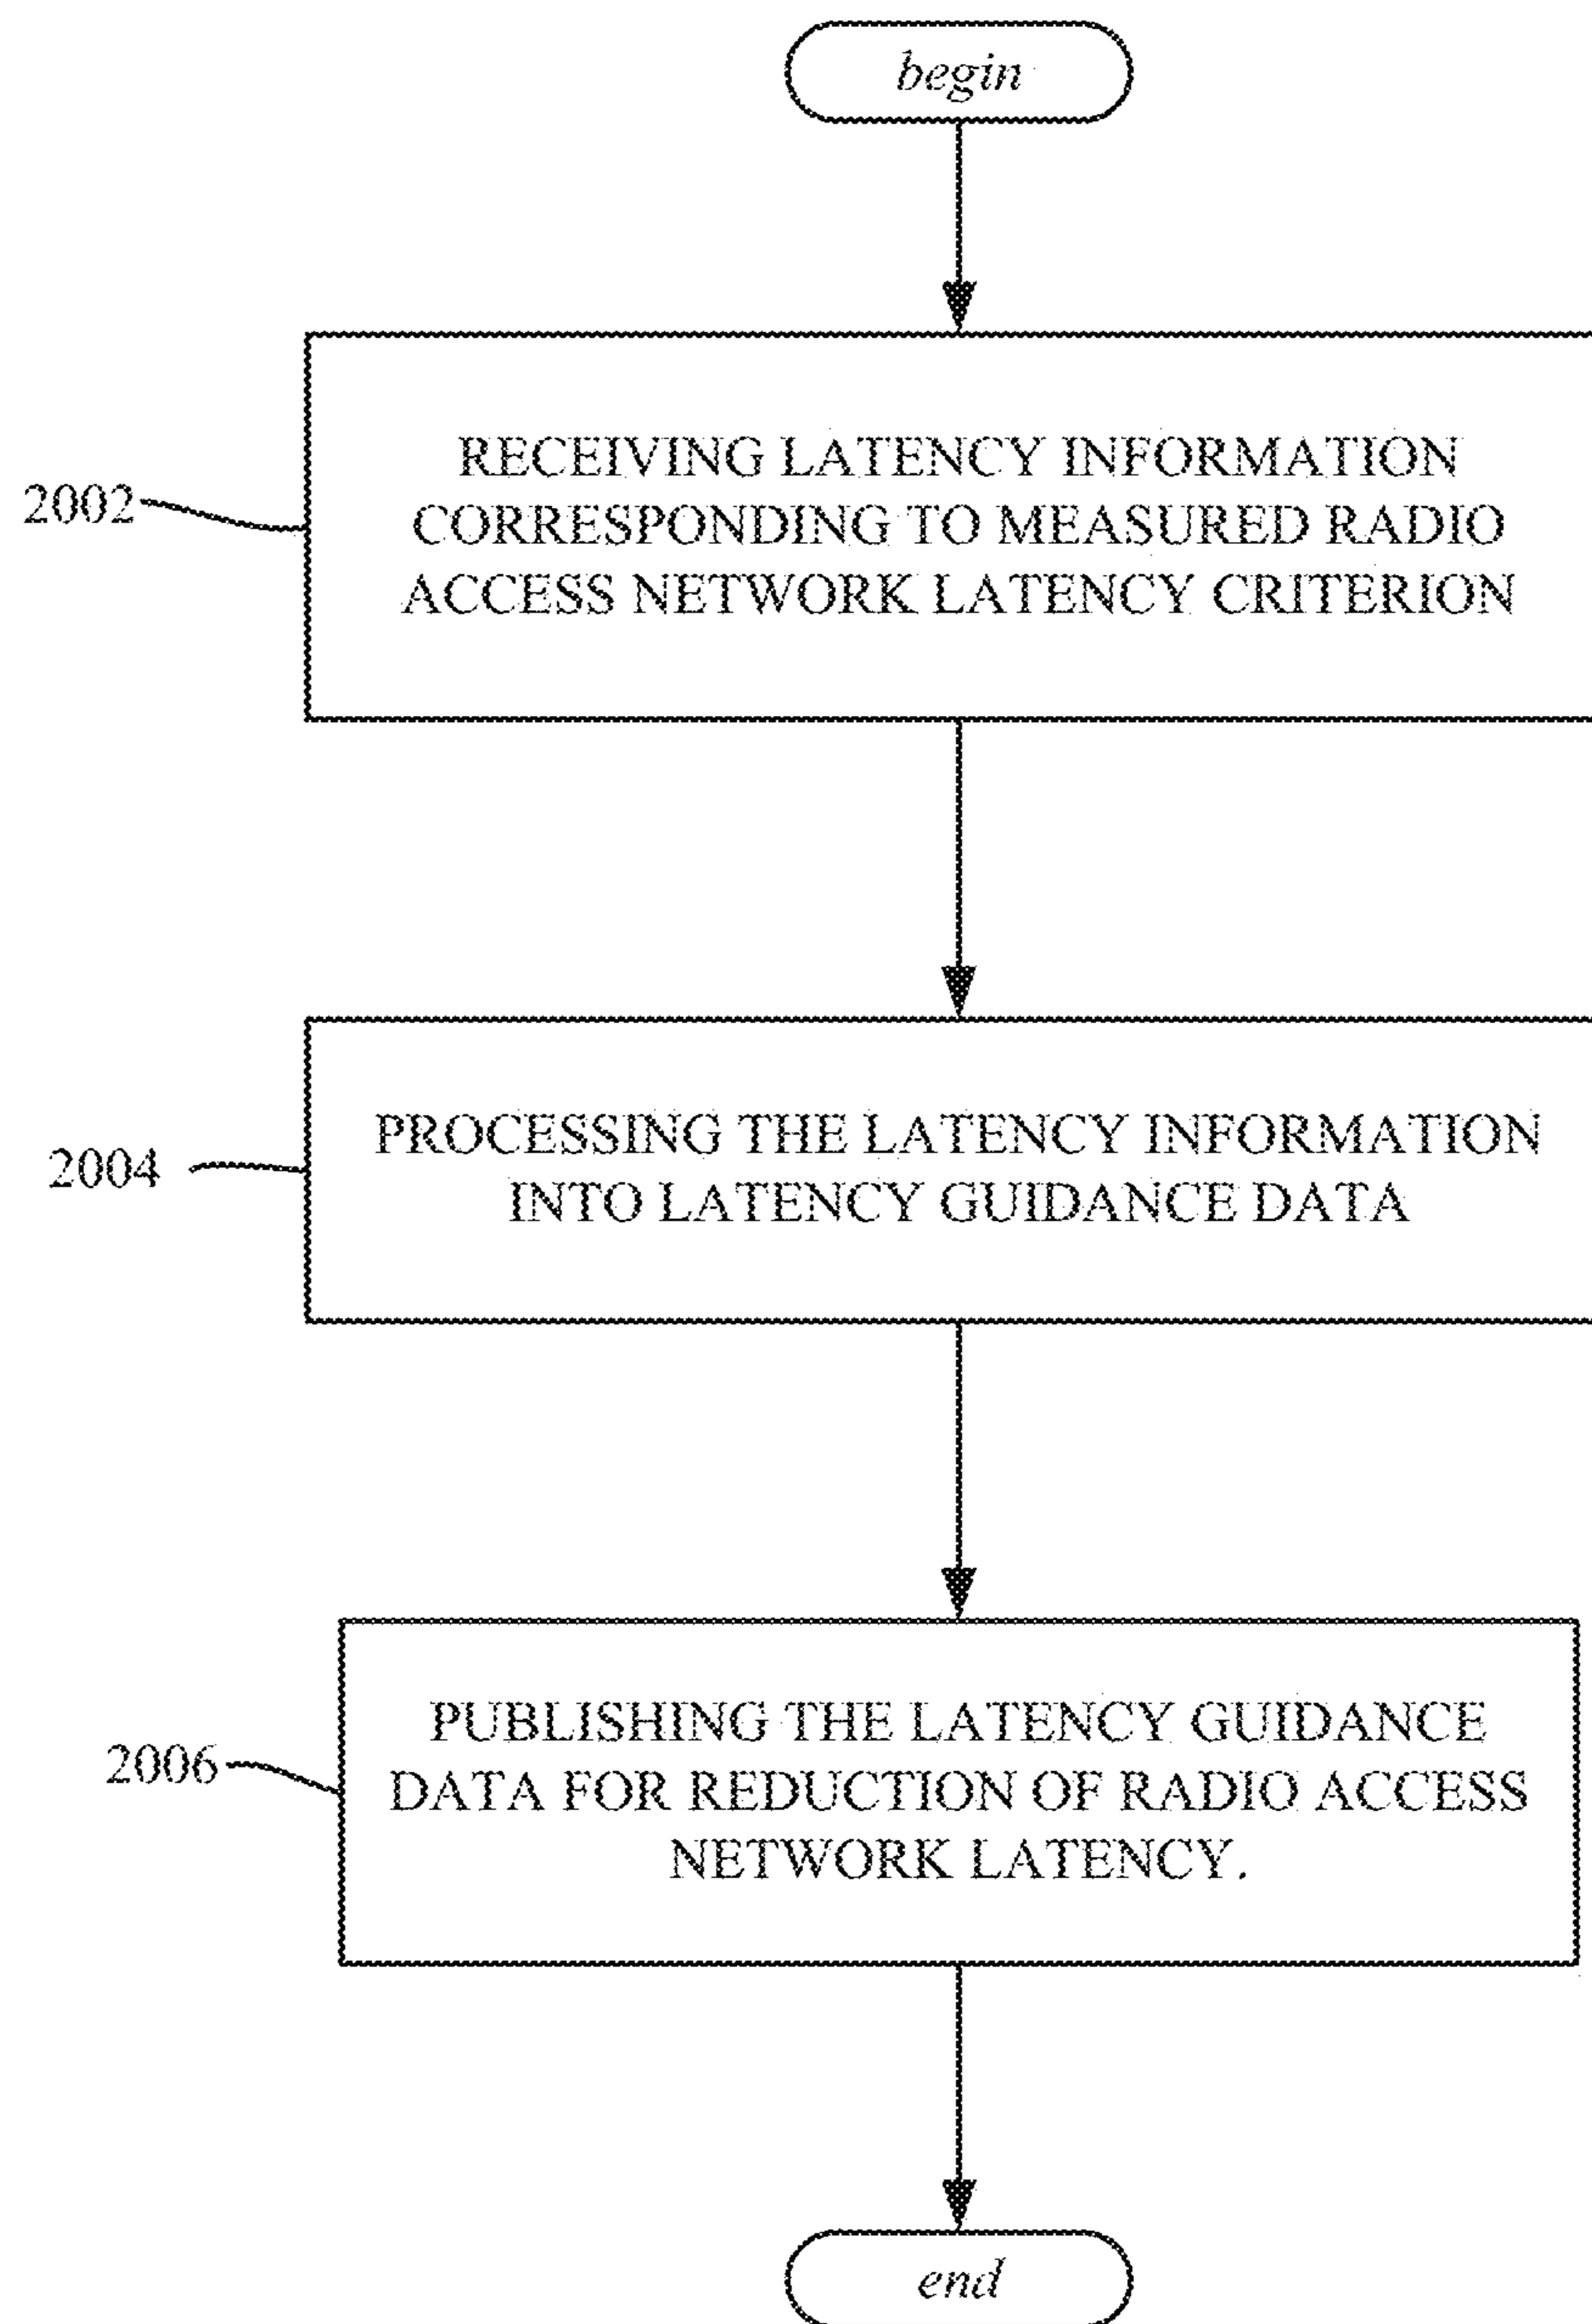 begin
RECEIVING LATENCY INFORMATION
CORRESPONDING TO MEASURED RADIO
ACCESS NETWORK LATENCY CRITERION
2002
PROCESSING THE LATENCY INFORMATION
INTO LATENCY GUIDANCE DATA
2004
PUBLISHING THE LATENCY GUIDANCE
DATA FOR REDUCTION OF RADIO ACCESS
NETWORK LATENCY.
2006
end